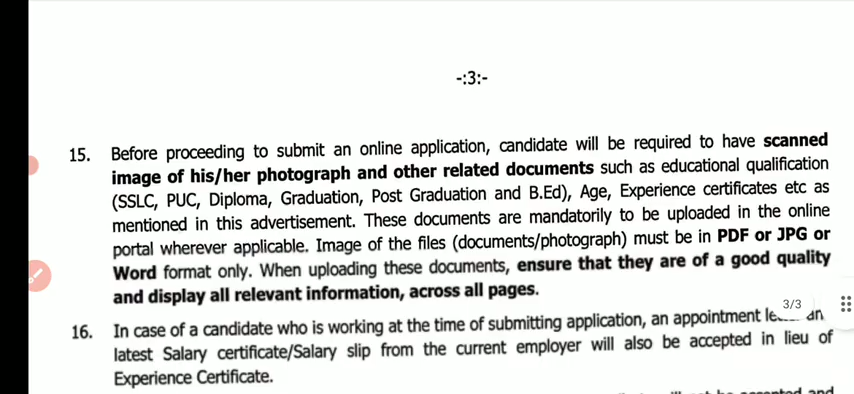 -:3:-
15. Before proceeding to submit an online application, candidate will be required to have scanned
image of his/her photograph and other related documents such as educational qualification
(SSLC, PUC, Diploma, Graduation, Post Graduation and B.Ed), Age, Experience certificates etc as
mentioned in this advertisement. These documents are mandatorily to be uploaded in the online
portal wherever applicable. Image of the files (documents/photograph) must be in PDF or JPG or
Word format only. When uploading these documents, ensure that they are of a good quality
and display all relevant information, across all pages.
3/3
16. In case of a candidate who is working at the time of submitting application, an appointment
latest Salary certificate/Salary slip from the current employer will also be accepted in lieu of
Experience Certificate.